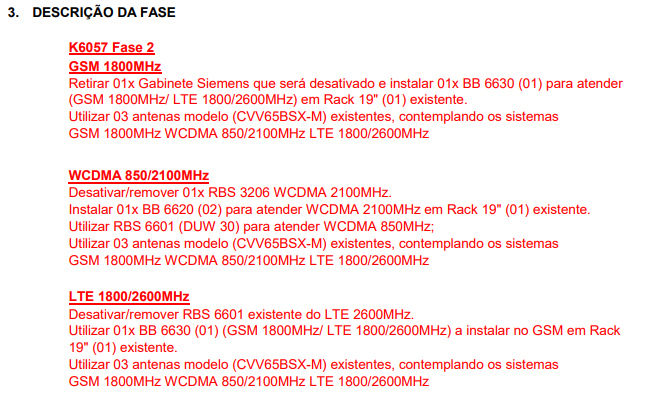 3. DESCRIÇÃO DA FASE
K6057 Fase 2
GSM 1800MHz
Retirar 01x Gabinete Siemens que será desativado e instalar 01x BB 6630 (01) para atender
(GSM 1800MHz/ LTE 1800/2600MHz) em Rack 19" (01) existente.
Utilizar 03 antenas modelo (CVV65BSX-M) existentes, contemplando os sistemas
GSM 1800MHz WCDMA 850/2100MHz LTE 1800/2600MHz
WCDMA 850/2100MHz
Desativar/remover 01x RBS 3206 WCDMA 2100MHz.
Instalar 01x BB 6620 (02) para atender WCDMA 2100MHz em Rack 19" (01) existente.
Utilizar RBS 6601 (DUW 30) para atender WCDMA 850MHz;
Utilizar 03 antenas modelo (CVV65BSX-M) existentes, contemplando os sistemas
GSM 1800MHz WCDMA 850/2100MHz LTE 1800/2600MHz
LTE 1800/2600MHz
Desativar/remover RBS 6601 existente do LTE 2600MHz.
Utilizar 01x BB 6630 (01) (GSM 1800MHz/ LTE 1800/2600MHz) a instalar no GSM em Rack
19" (01) existente.
Utilizar 03 antenas modelo (CVV65BSX-M) existentes, contemplando os sistemas
GSM 1800MHz WCDMA 850/2100MHz LTE 1800/2600MHz